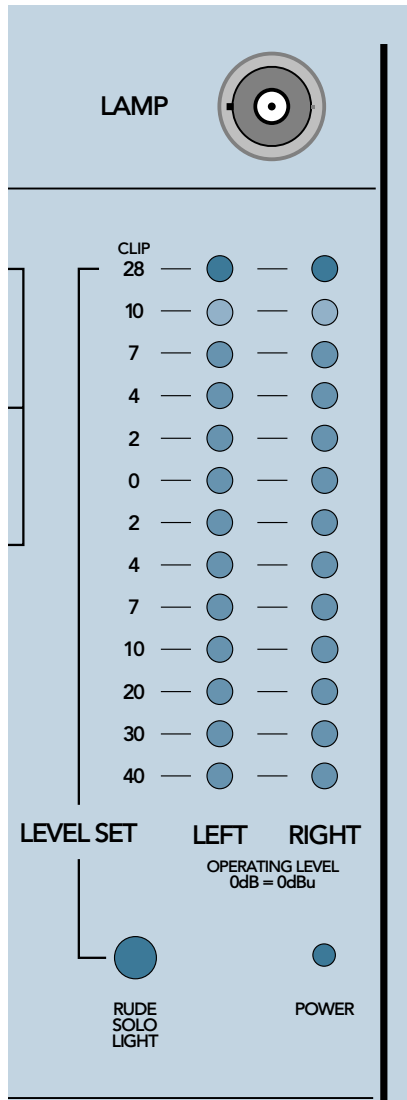 LAMP
CLIP
28
10
7
4
2
0
2
4
7
10
20
30
40
LEVEL SET
LEFT
RIGHT
OPERATING LEVEL
0dB = 0dBu
RUDE
SOLO
LIGHT
POWER